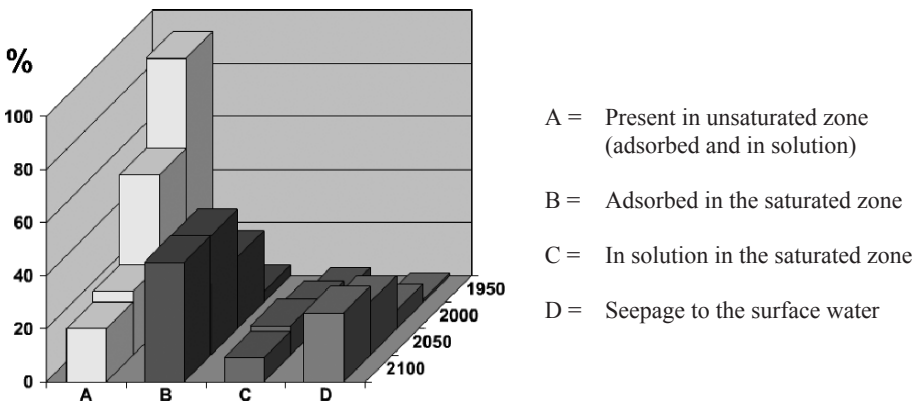 %
100
80
60
40
20
0
A B C D
1950
2000
2050
2100
A = Present in unsaturated zone
(adsorbed and in solution)
B = Adsorbed in the saturated zone
C = In solution in the saturated zone
D = Seepage to the surface water